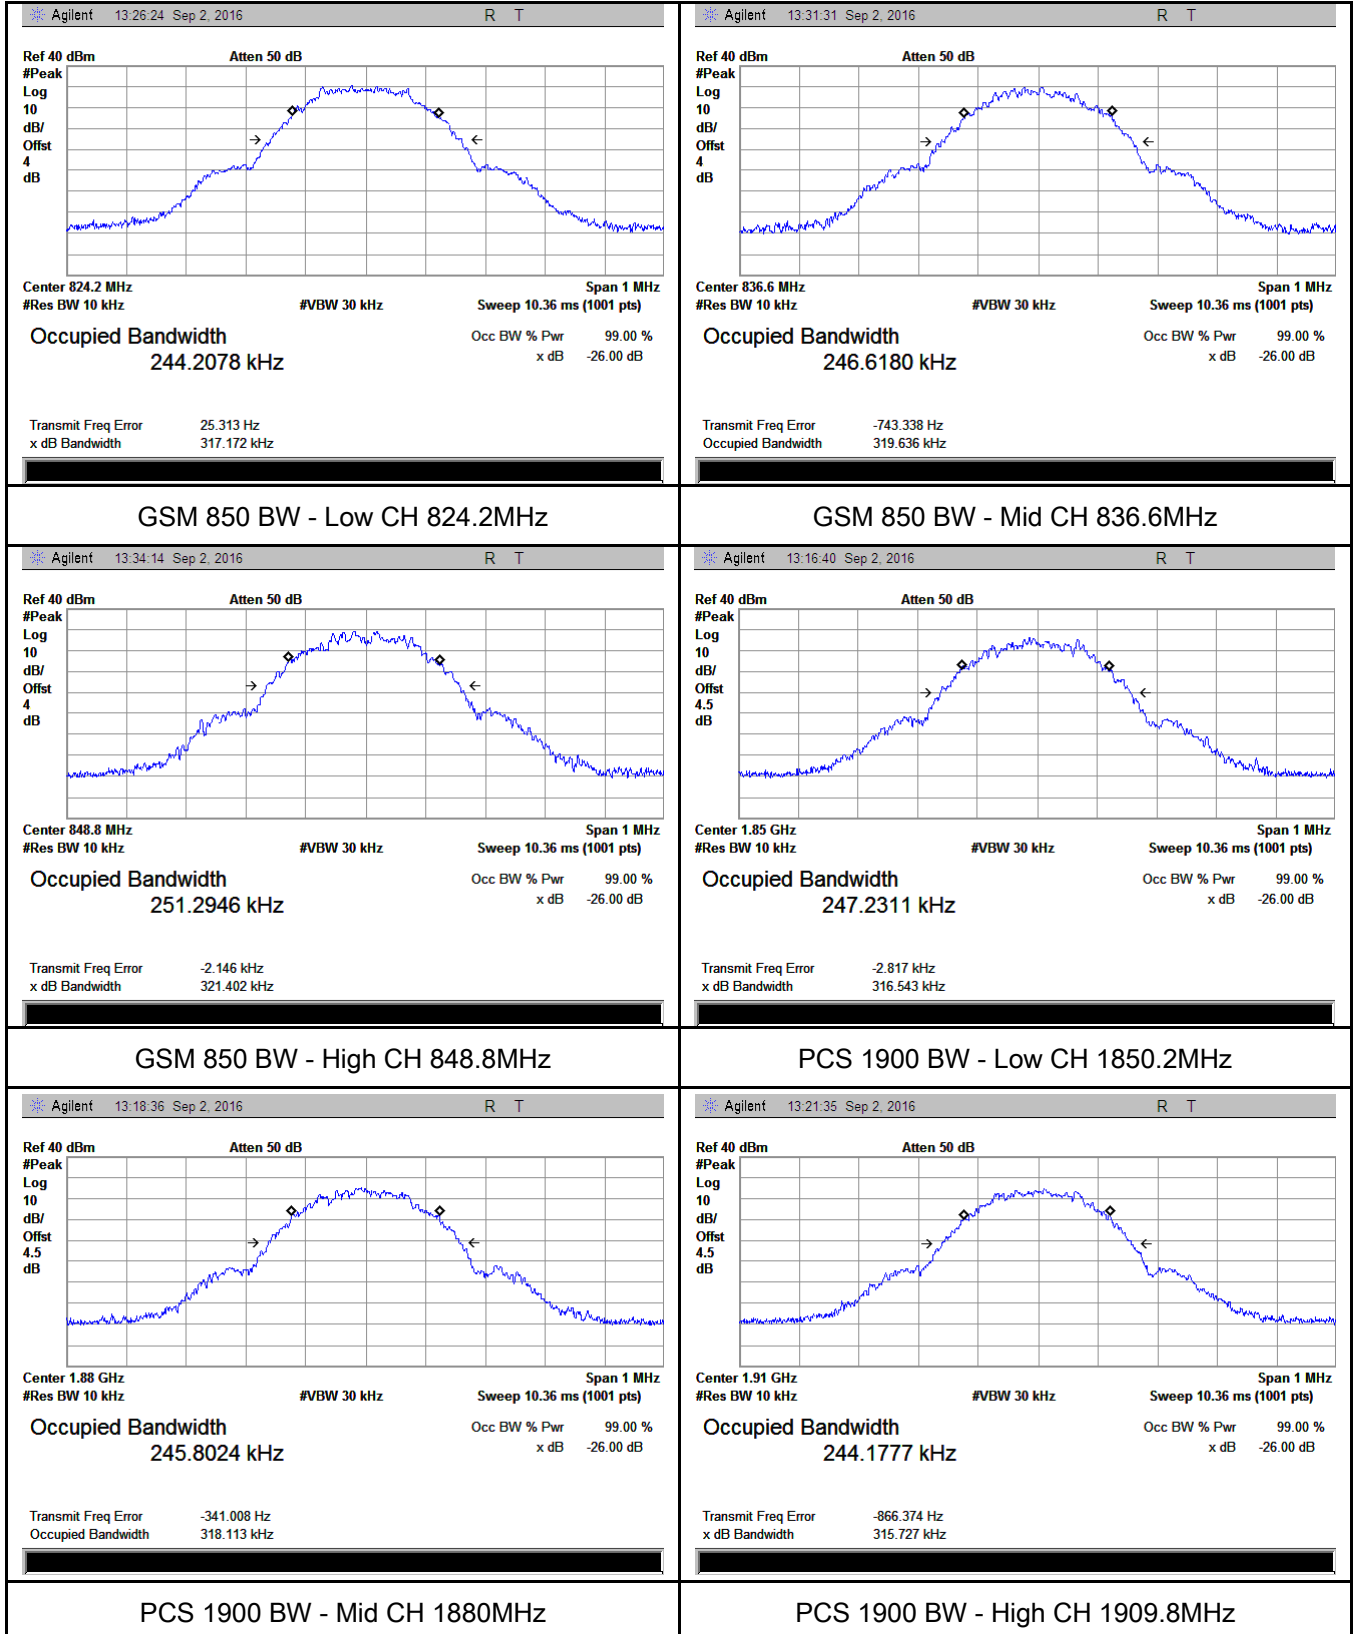 Agilent 13:26:24 Sep 2, 2016 R T
Ref 40 dBm Atten 50 dB
#Peak
Log
10
dB/
Offst
4
dB
Center 824.2 MHz Span 1 MHz
#Res BW 10 kHz #VBW 30 kHz Sweep 10.36 ms (1001 pts)
Occupied Bandwidth Occ BW % Pwr 99.00 %
244.2078 kHz x dB -26.00 dB
Transmit Freq Error 25.313 Hz
x dB Bandwidth 317.172 kHz
GSM 850 BW - Low CH 824.2MHz
Agilent 13:31:31 Sep 2, 2016 R T
Ref 40 dBm Atten 50 dB
#Peak
Log
10
dB/
Offst
4
dB
Center 836.6 MHz Span 1 MHz
#Res BW 10 kHz #VBW 30 kHz Sweep 10.36 ms (1001 pts)
Occupied Bandwidth Occ BW % Pwr 99.00 %
246.6180 kHz x dB -26.00 dB
Transmit Freq Error -743.338 Hz
Occupied Bandwidth 319.636 kHz
GSM 850 BW - Mid CH 836.6MHz
Agilent 13:34:14 Sep 2, 2016 R T
Ref 40 dBm Atten 50 dB
#Peak
Log
10
dB/
Offst
4
dB
Center 848.8 MHz Span 1 MHz
#Res BW 10 kHz #VBW 30 kHz Sweep 10.36 ms (1001 pts)
Occupied Bandwidth Occ BW % Pwr 99.00 %
251.2946 kHz x dB -26.00 dB
Transmit Freq Error -2.146 kHz
x dB Bandwidth 321.402 kHz
GSM 850 BW - High CH 848.8MHz
Agilent 13:16:40 Sep 2, 2016 R T
Ref 40 dBm Atten 50 dB
#Peak
Log
10
dB/
Offst
4.5
dB
Center 1.85 GHz Span 1 MHz
#Res BW 10 kHz #VBW 30 kHz Sweep 10.36 ms (1001 pts)
Occupied Bandwidth Occ BW % Pwr 99.00 %
247.2311 kHz x dB -26.00 dB
Transmit Freq Error -2.817 kHz
x dB Bandwidth 316.543 kHz
PCS 1900 BW - Low CH 1850.2MHz
Agilent 13:18:36 Sep 2, 2016 R T
Ref 40 dBm Atten 50 dB
#Peak
Log
10
dB/
Offst
4.5
dB
Center 1.88 GHz Span 1 MHz
#Res BW 10 kHz #VBW 30 kHz Sweep 10.36 ms (1001 pts)
Occupied Bandwidth Occ BW % Pwr 99.00 %
245.8024 kHz x dB -26.00 dB
Transmit Freq Error -341.008 Hz
Occupied Bandwidth 318.113 kHz
PCS 1900 BW - Mid CH 1880MHz
Agilent 13:21:35 Sep 2, 2016 R T
Ref 40 dBm Atten 50 dB
#Peak
Log
10
dB/
Offst
4.5
dB
Center 1.91 GHz Span 1 MHz
#Res BW 10 kHz #VBW 30 kHz Sweep 10.36 ms (1001 pts)
Occupied Bandwidth Occ BW % Pwr 99.00 %
244.1777 kHz x dB -26.00 dB
Transmit Freq Error -866.374 Hz
x dB Bandwidth 315.727 kHz
PCS 1900 BW - High CH 1909.8MHz